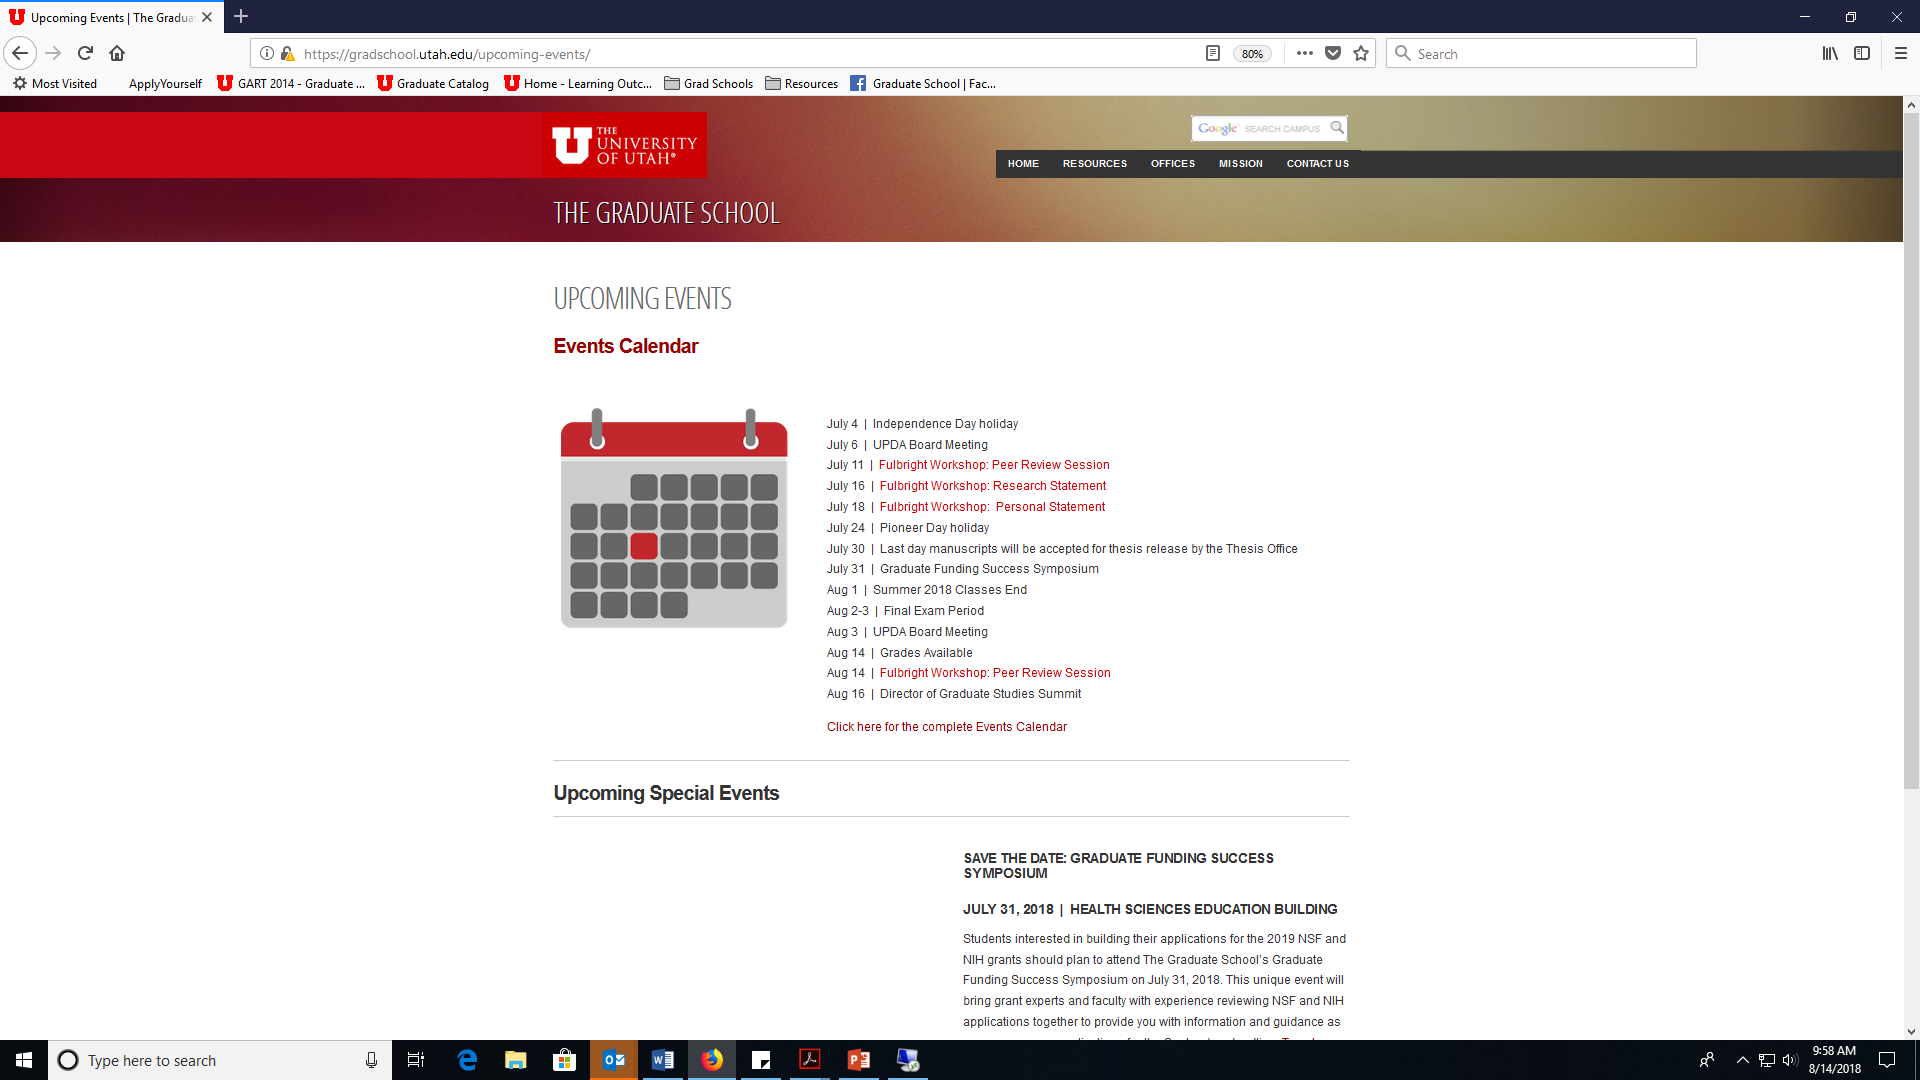 Upcoming Events | The Gradua
https://gradschool.utah.edu/upcoming-events/
80%
Search
Most Visited
ApplyYourself
GART 2014 - Graduate ...
Graduate Catalog
Home - Learning Outc...
Grad Schools
Resources
Graduate School | Fac...
THE
UNIVERSITY
OF UTAH®
Google SEARCH CAMPUS
HOME RESOURCES OFFICES MISSION CONTACT US
THE GRADUATE SCHOOL
UPCOMING EVENTS
Events Calendar
July 4 | Independence Day holiday
July 6 | UPDA Board Meeting
July 11 | Fulbright Workshop: Peer Review Session
July 16 | Fulbright Workshop: Research Statement
July 18 | Fulbright Workshop: Personal Statement
July 24 | Pioneer Day holiday
July 30 | Last day manuscripts will be accepted for thesis release by the Thesis Office
July 31 | Graduate Funding Success Symposium
Aug 1 | Summer 2018 Classes End
Aug 2-3 | Final Exam Period
Aug 3 | UPDA Board Meeting
Aug 14 | Grades Available
Aug 14 | Fulbright Workshop: Peer Review Session
Aug 16 | Director of Graduate Studies Summit
Click here for the complete Events Calendar
Upcoming Special Events
SAVE THE DATE: GRADUATE FUNDING SUCCESS
SYMPOSIUM
JULY 31, 2018 | HEALTH SCIENCES EDUCATION BUILDING
Students interested in building their applications for the 2019 NSF and
NIH grants should plan to attend The Graduate School's Graduate
Funding Success Symposium on July 31, 2018. This unique event will
bring grant experts and faculty with experience reviewing NSF and NIH
applications together to provide you with information and guidance as
Type here to search
9:58 AM
8/14/2018